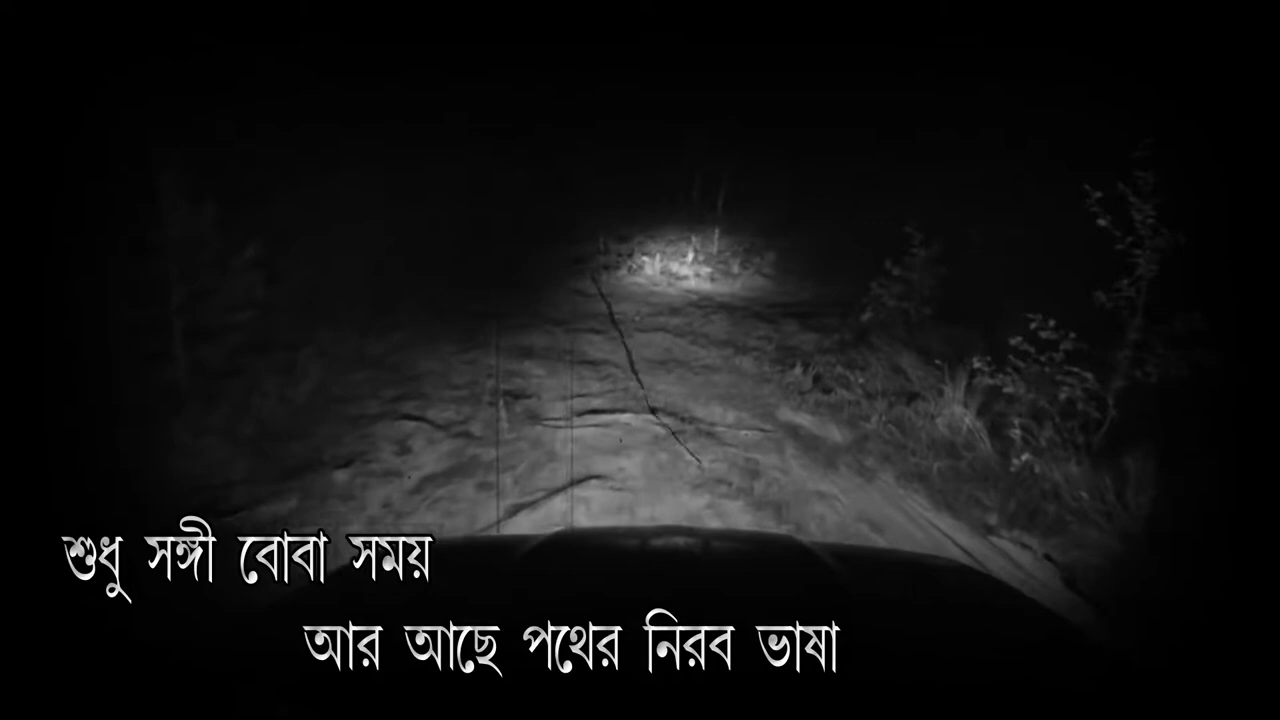 শুধু সঙ্গী বোবা সময়
আর আছে পথের নিরব ভাষা